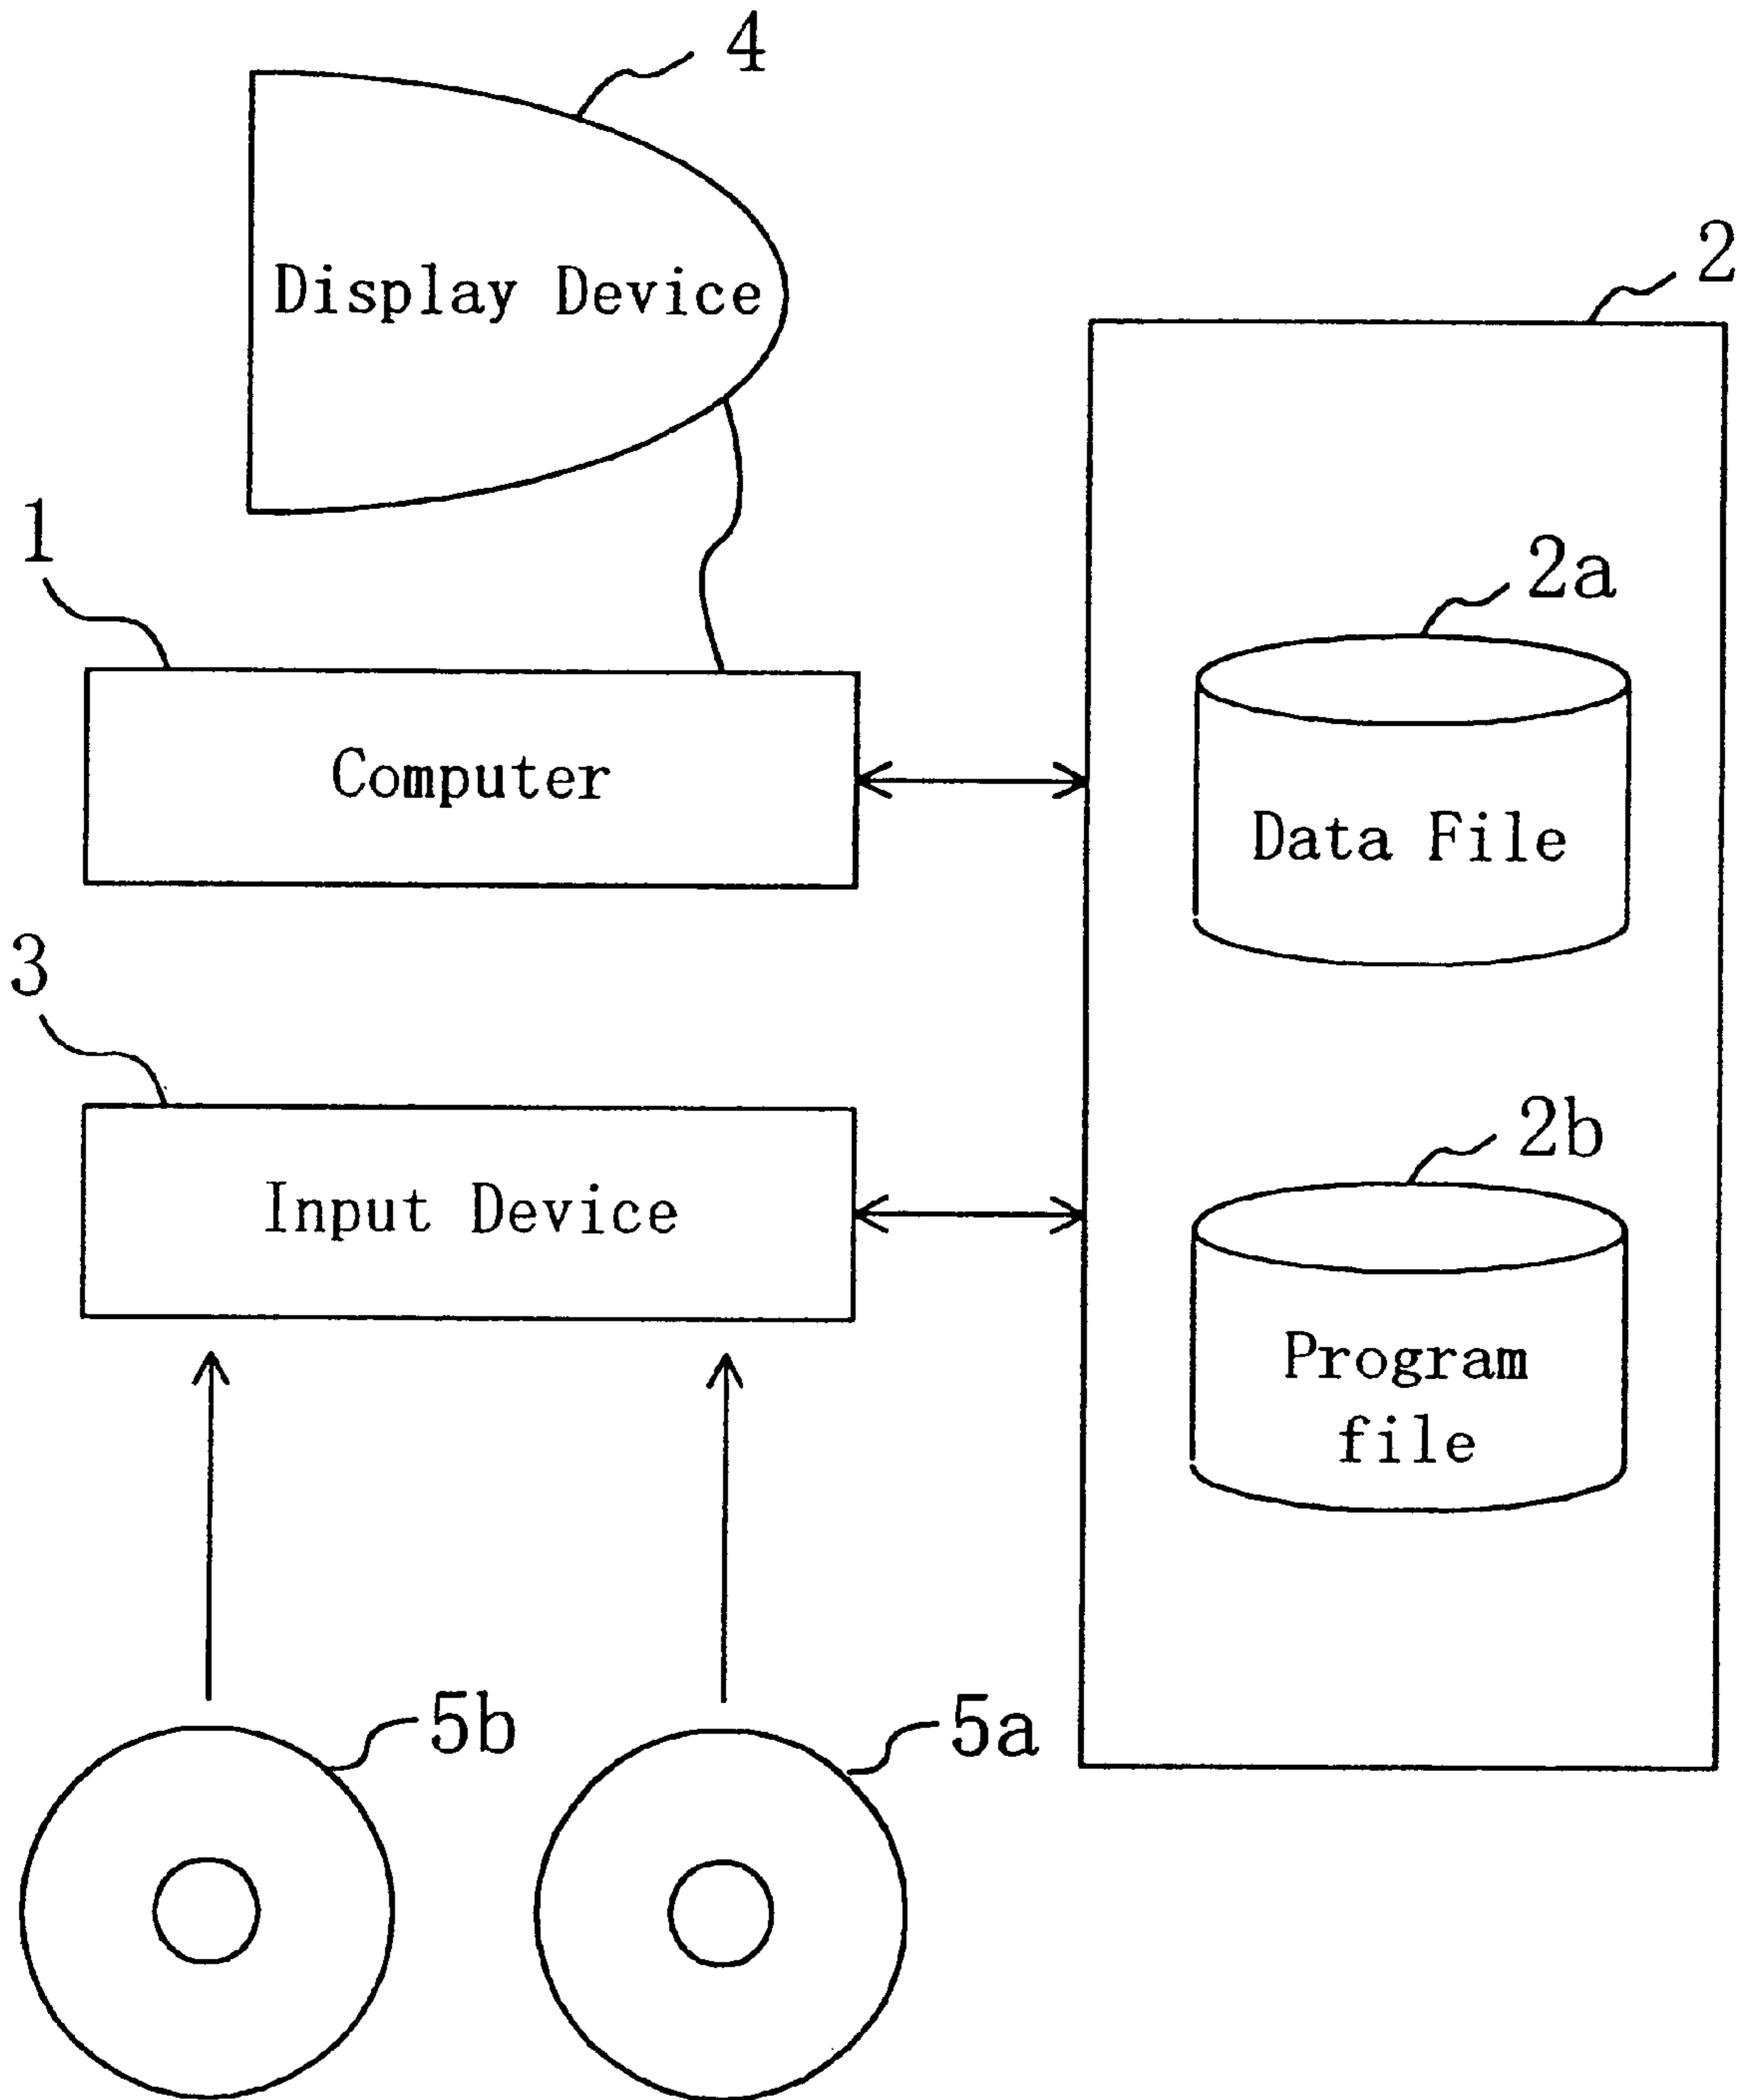 4
Display Device
2
1
2a
Computer
Data File
3
2b
Input Device
Program
file
5b
5a